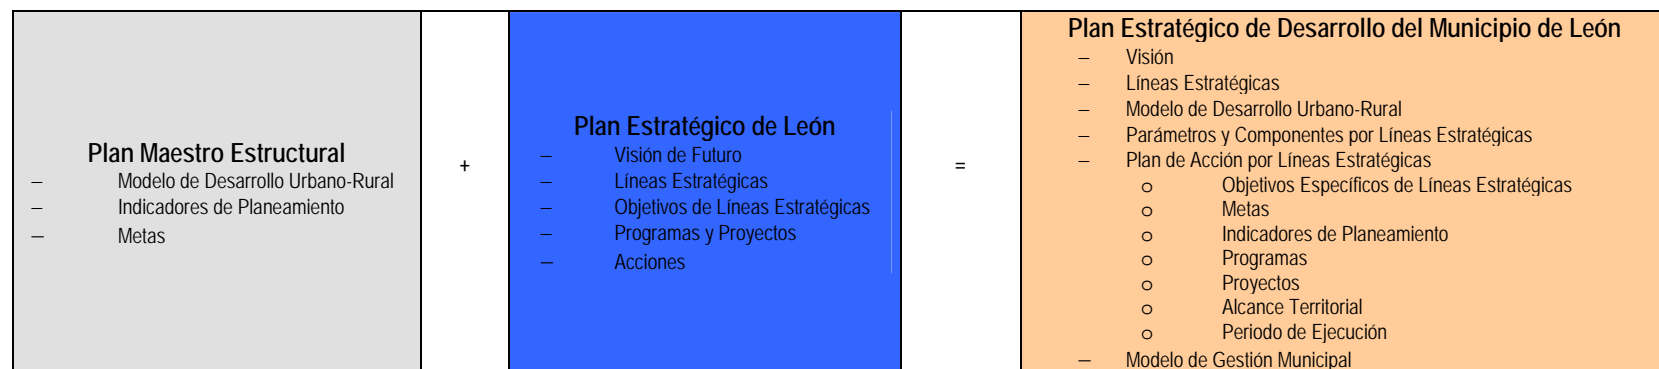 Plan Maestro Estructural
– Modelo de Desarrollo Urbano-Rural
– Indicadores de Planeamiento
– Metas
+
Plan Estratégico de León
– Visión de Futuro
– Líneas Estratégicas
– Objetivos de Líneas Estratégicas
– Programas y Proyectos
– Acciones
=
Plan Estratégico de Desarrollo del Municipio de León
– Visión
– Líneas Estratégicas
– Modelo de Desarrollo Urbano-Rural
– Parámetros y Componentes por Líneas Estratégicas
– Plan de Acción por Líneas Estratégicas
o Objetivos Específicos de Líneas Estratégicas
o Metas
o Indicadores de Planeamiento
o Programas
o Proyectos
o Alcance Territorial
o Periodo de Ejecución
– Modelo de Gestión Municipal